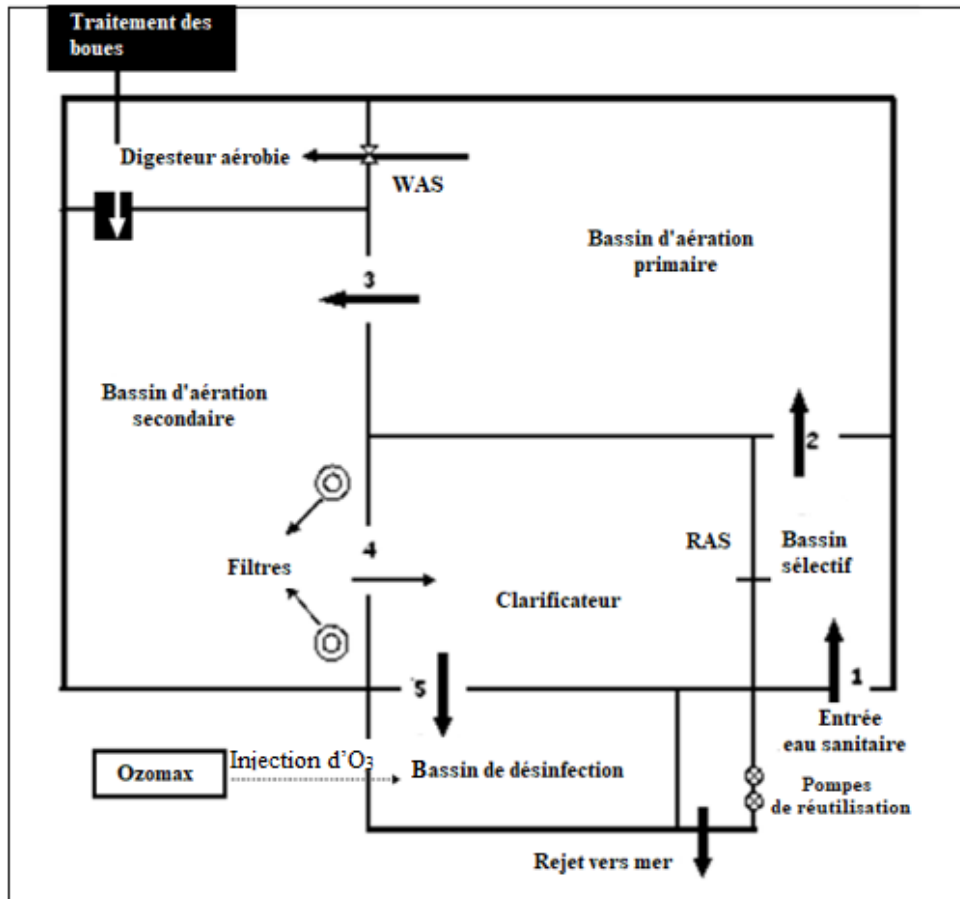 Traitement des
boues
Digesteur aérobie
WAS
Bassin d'aération
primaire
3
Bassin d'aération
secondaire
2
Filtres
4
RAS
Bassin
sélectif
Clarificateur
5
1
Entrée
eau sanitaire
Ozomax
Injection d'O3
Bassin de désinfection
Pompes
de réutilisation
Rejet vers mer